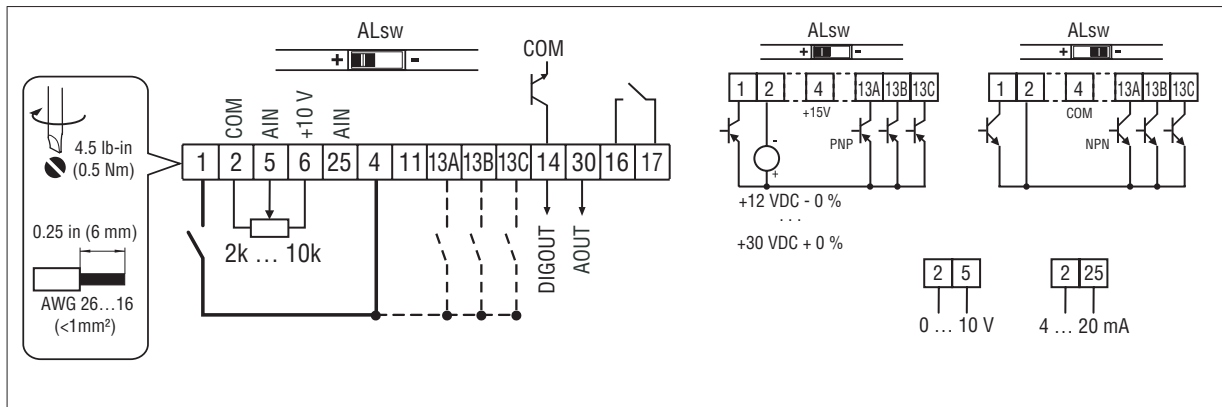 ALsw
+ -
COM
4.5 lb-in
(0.5 Nm)
0.25 in (6 mm)
AWG 26…16
(<1mm²)
COM AIN +10 V AIN
1 2 5 6 25 4 11 13A 13B 13C 14 30 16 17
2k … 10k
DIGOUT AOUT
ALsw
+ -
1 2 4 13A 13B 13C
+15V
PNP
-
+
+12 VDC - 0 %
. . .
+30 VDC + 0 %
ALsw
+ -
1 2 4 13A 13B 13C
COM
NPN
2 5
0 … 10 V
2 25
4 … 20 mA